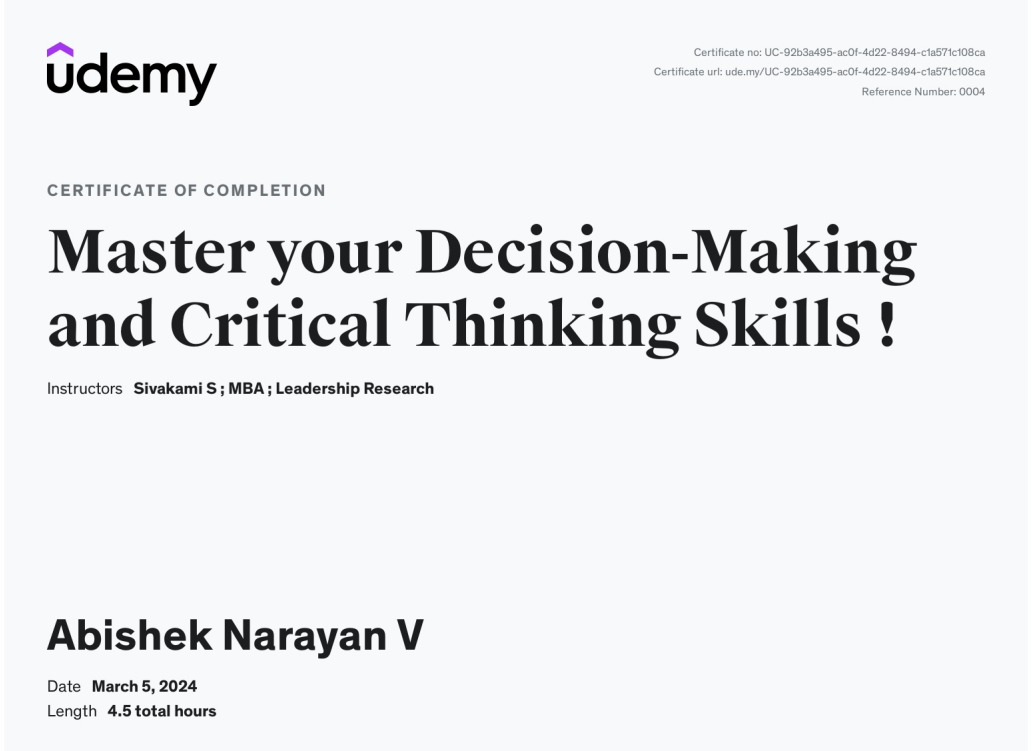 udemy
Certificate no: UC-92b3a495-ac0f-4d22-8494-c1a571c108ca
Certificate url: ude.my/UC-92b3a495-ac0f-4d22-8494-c1a571c108ca
Reference Number: 0004
CERTIFICATE OF COMPLETION
Master your Decision-Making
and Critical Thinking Skills !
Instructors Sivakami S ; MBA ; Leadership Research
Abishek Narayan V
Date March 5, 2024
Length 4.5 total hours